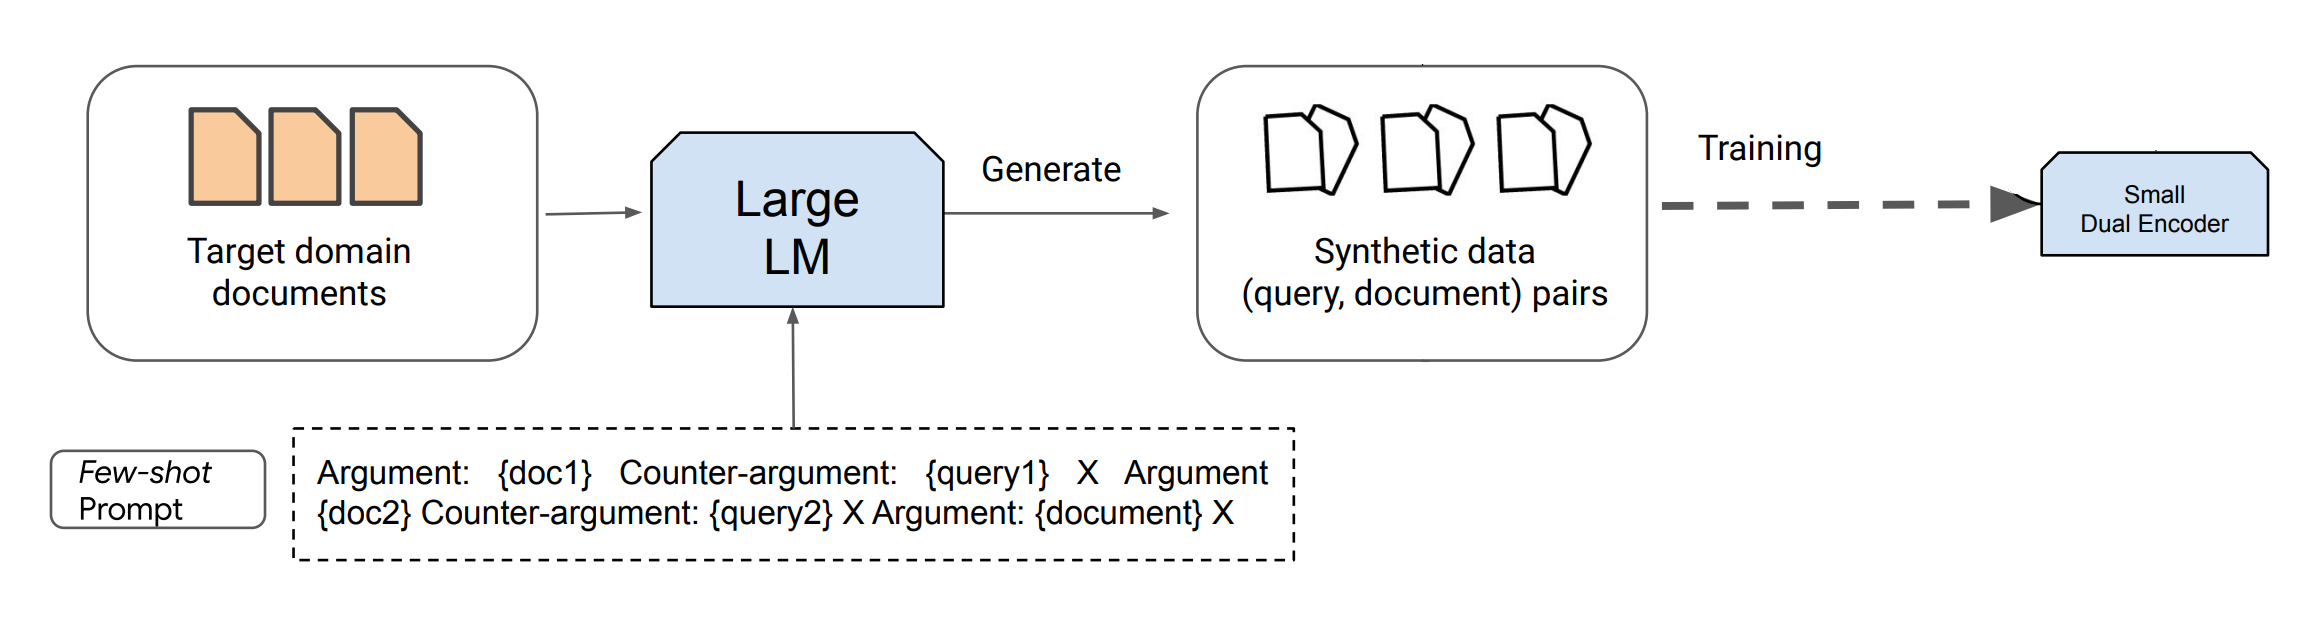 Target domain
documents
Large
LM
Generate
Synthetic data
(query, document) pairs
Training
Small
Dual Encoder
Few-shot
Prompt
Argument: {doc1} Counter-argument: {query1} X Argument
{doc2} Counter-argument: {query2} X Argument: {document} X